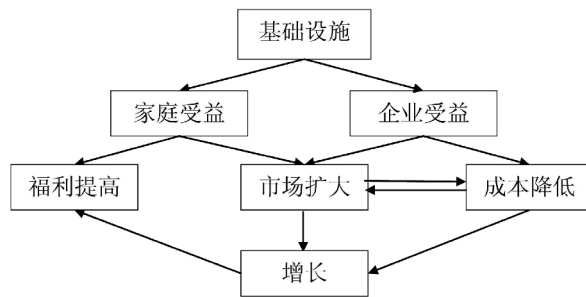 基础设施
家庭受益
企业受益
福利提高
市场扩大
成本降低
增长